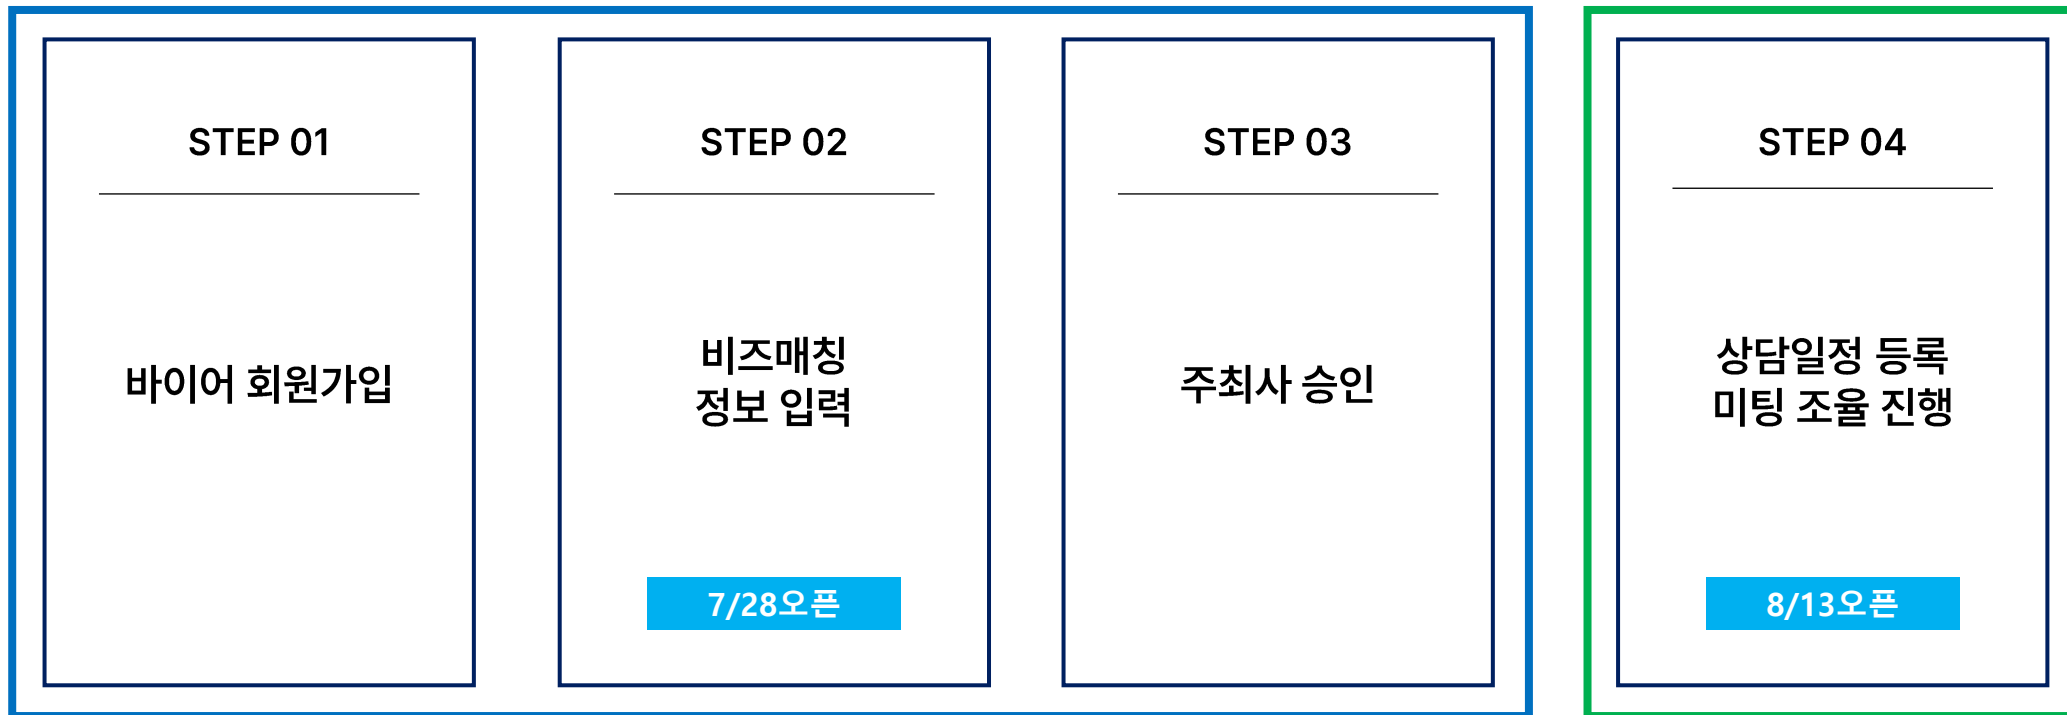 STEP 01
바이어 회원가입
STEP 02
비즈매칭
정보 입력
7/28오픈
STEP 03
주최사 승인
STEP 04
상담일정 등록
미팅 조율 진행
8/13오픈